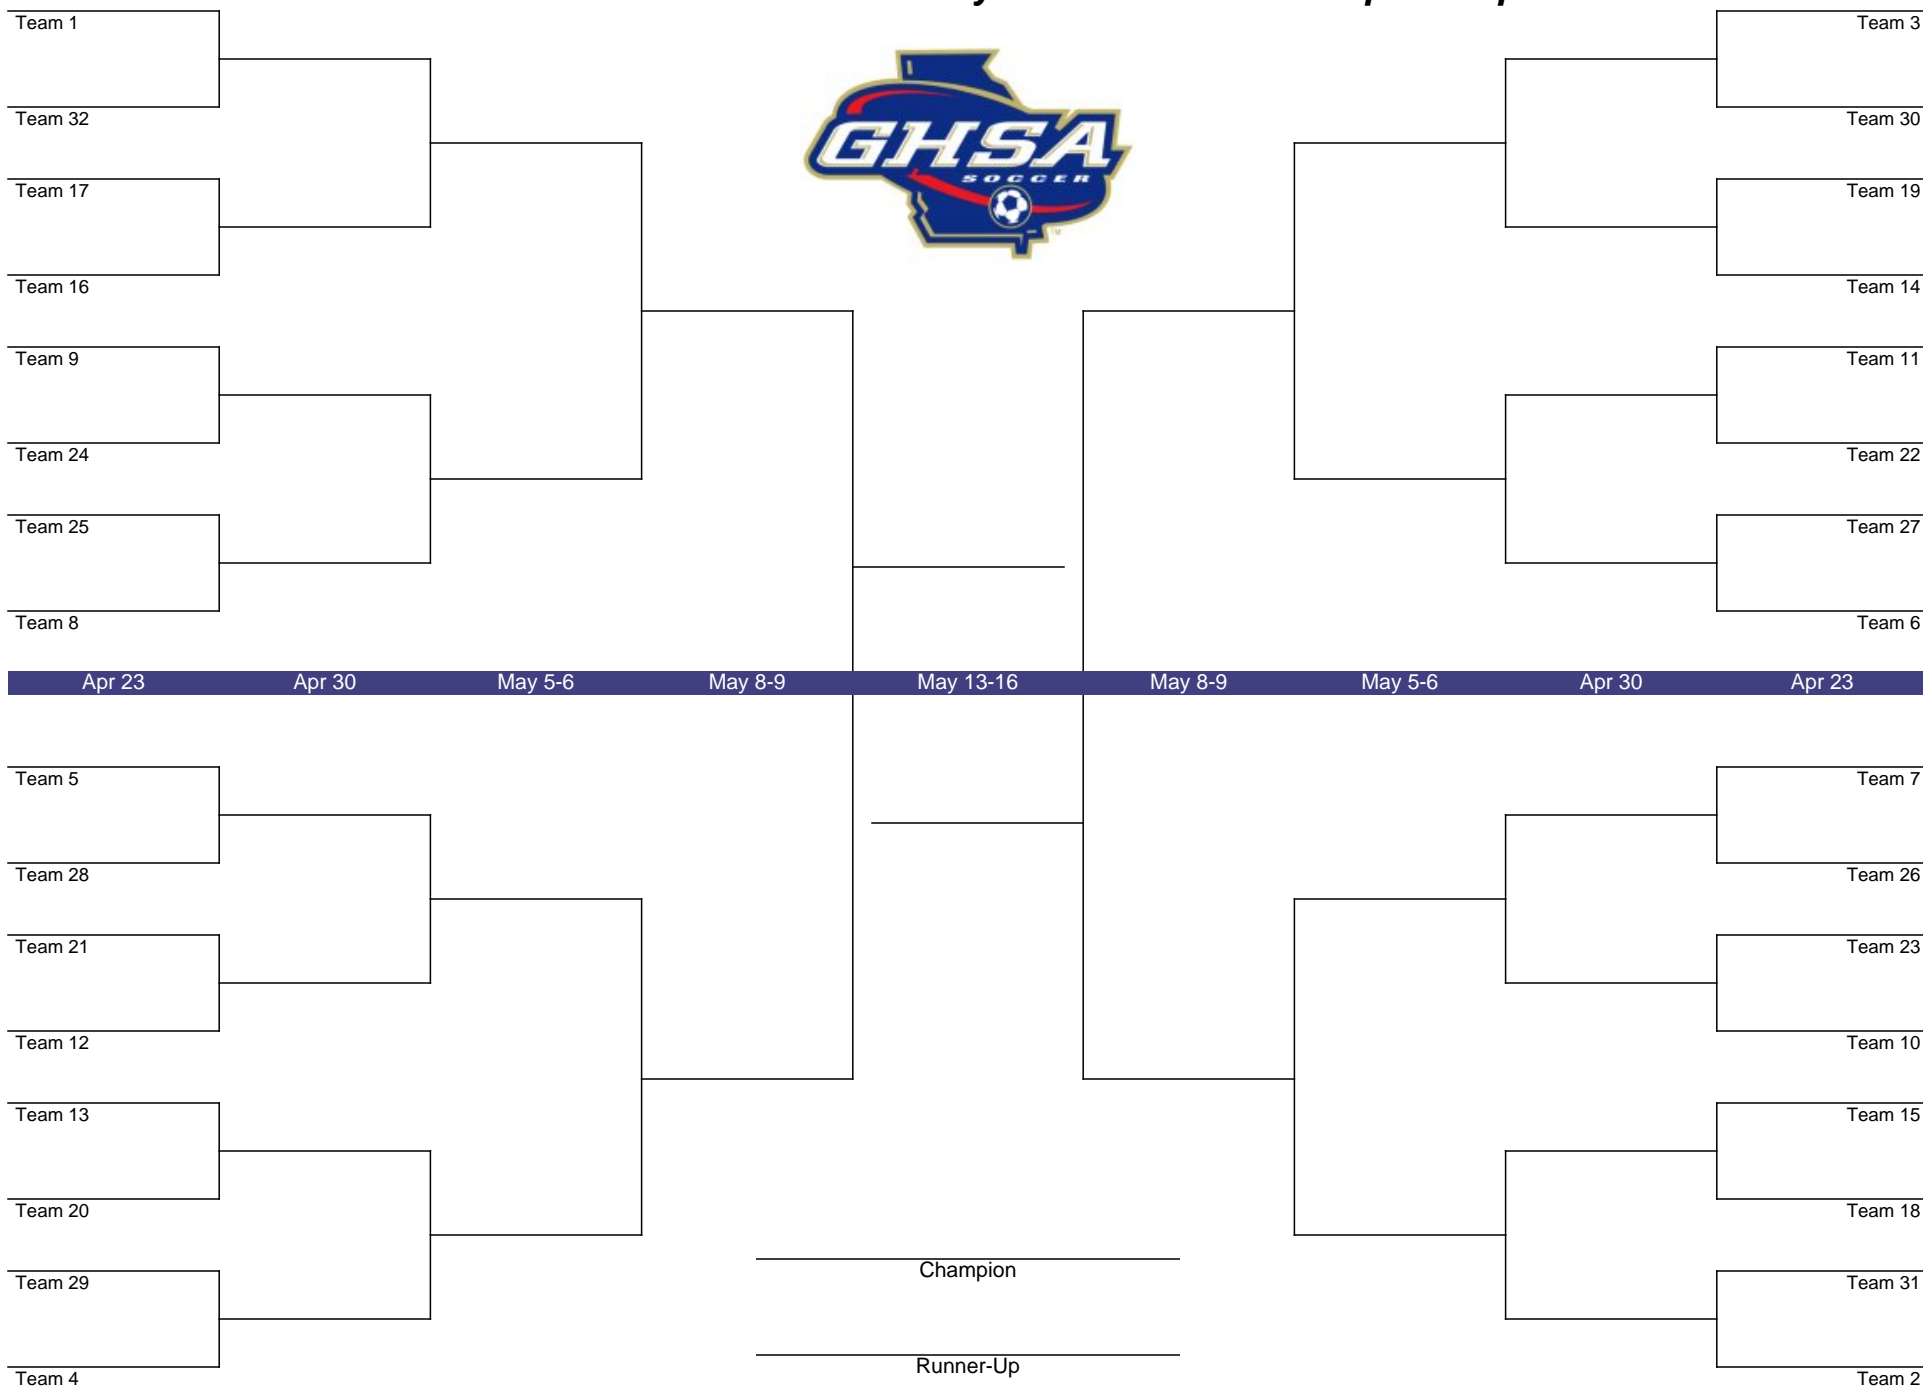 Team 1
Team 32
Team 17
Team 16
Team 9
Team 24
Team 25
Team 8
GHSA
SOCCER
TM
Team 3
Team 30
Team 19
Team 14
Team 11
Team 22
Team 27
Team 6
Apr 23 Apr 30 May 5-6 May 8-9 May 13-16 May 8-9 May 5-6 Apr 30 Apr 23
Team 5
Team 28
Team 21
Team 12
Team 13
Team 20
Team 29
Team 4
Team 7
Team 26
Team 23
Team 10
Team 15
Team 18
Team 31
Team 2
Champion
Runner-Up